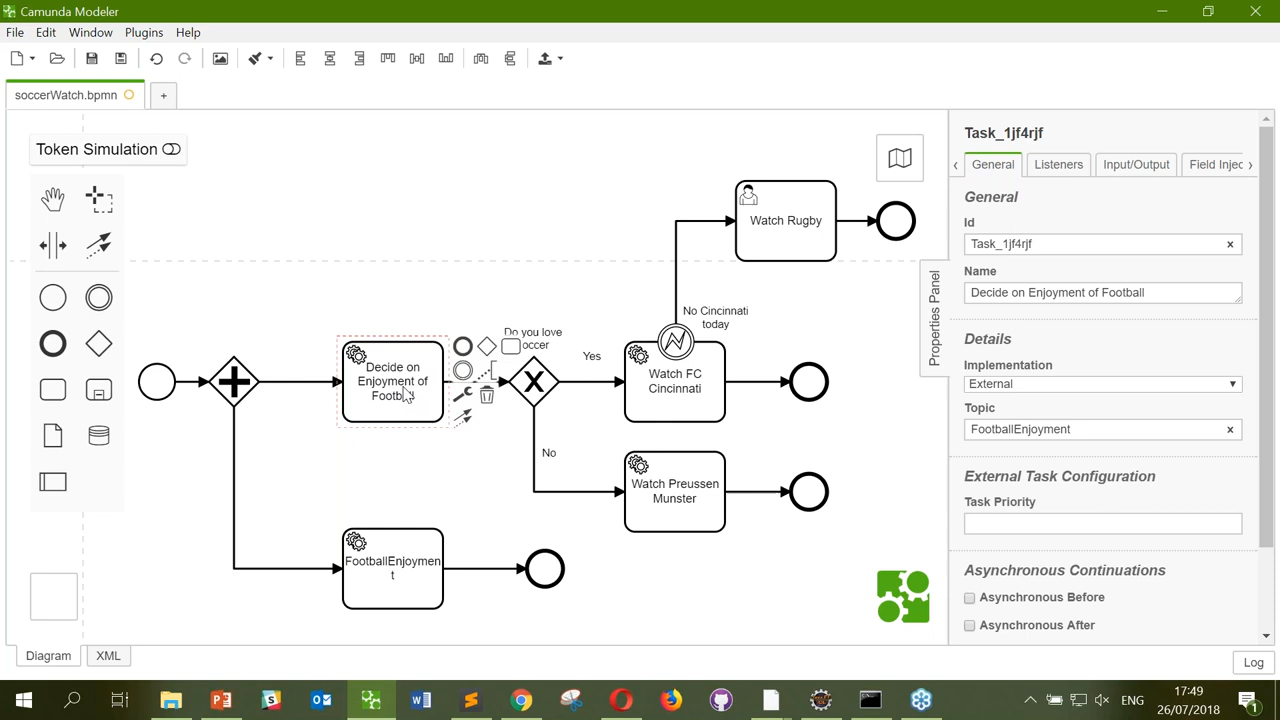 Camunda Modeler
File Edit Window Plugins Help
soccerWatch.bpmn
+
Token Simulation
Watch Rugby
No Cincinnati
today
Do you love
occer
Yes
Decide on
Enjoyment of
Football
X
Watch FC
Cincinnati
No
Watch Preussen
Munster
FootballEnjoymen
t
Properties Panel
Task_1jf4rjf
General Listeners Input/Output Field Injec
General
Id
Task_1jf4rjf
Name
Decide on Enjoyment of Football
Details
Implementation
External
Topic
FootballEnjoyment
External Task Configuration
Task Priority
Asynchronous Continuations
Asynchronous Before
Asynchronous After
Diagram XML
Log
ENG
17:49
26/07/2018
1